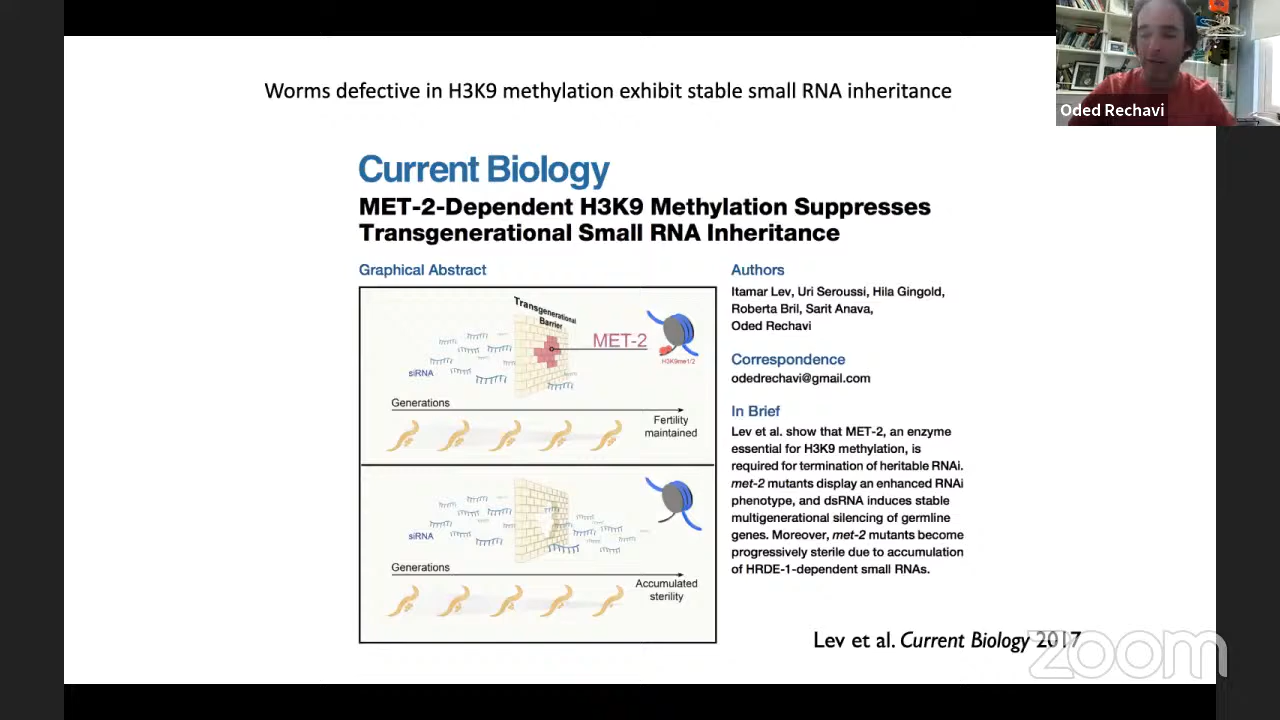 Worms defective in H3K9 methylation exhibit stable small RNA inheritance
Oded Rechavi
Current Biology
MET-2-Dependent H3K9 Methylation Suppresses
Transgenerational Small RNA Inheritance
Graphical Abstract
Transgenerational
Barrier
MET-2
H3K9me1/2
siRNA
Generations
Fertility
maintained
siRNA
Generations
Accumulated
sterility
Authors
Itamar Lev, Uri Seroussi, Hila Gingold,
Roberta Bril, Sarit Anava,
Oded Rechavi
Correspondence
odedrechavi@gmail.com
In Brief
Lev et al. show that MET-2, an enzyme
essential for H3K9 methylation, is
required for termination of heritable RNAi.
met-2 mutants display an enhanced RNAi
phenotype, and dsRNA induces stable
multigenerational silencing of germline
genes. Moreover, met-2 mutants become
progressively sterile due to accumulation
of HRDE-1-dependent small RNAs.
Lev et al. Current Biology 2017
zoom